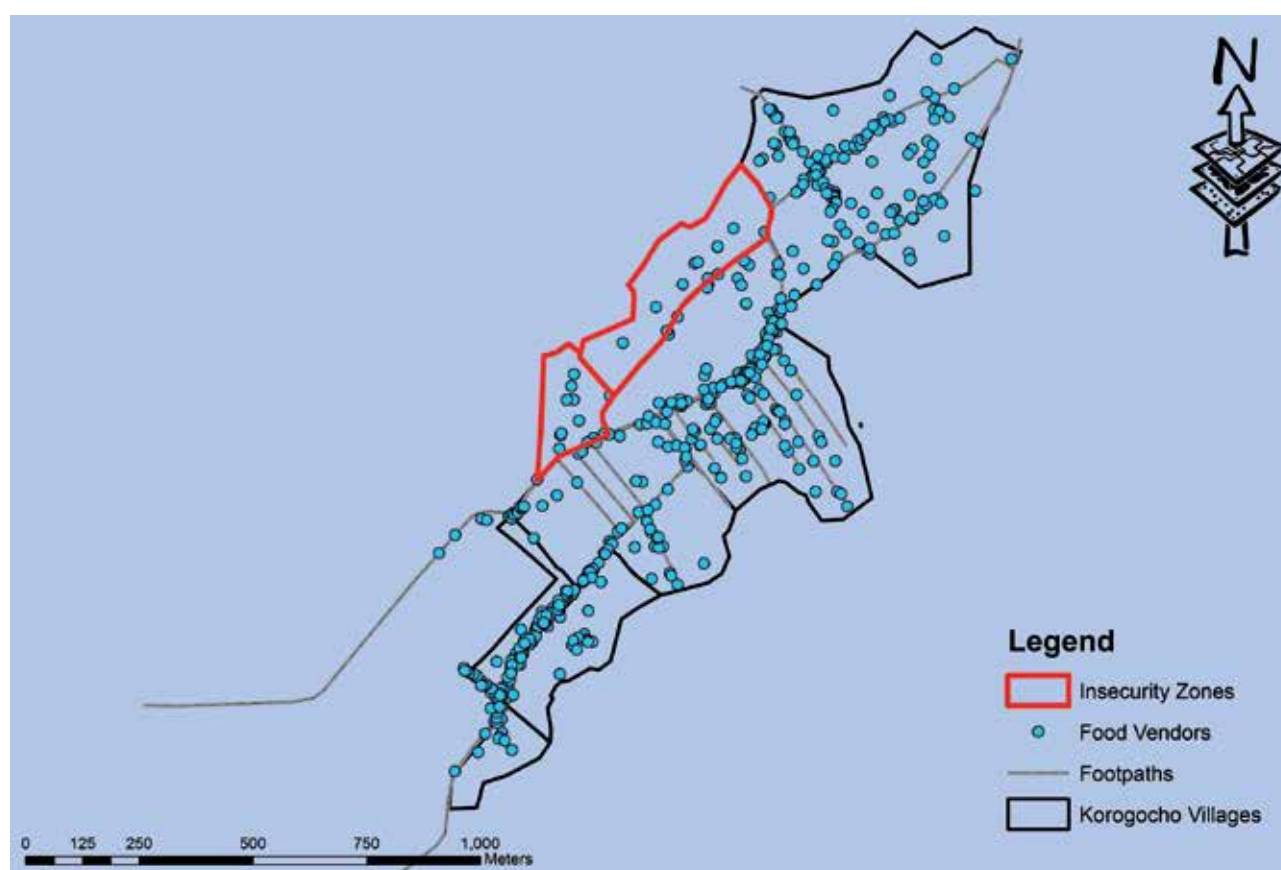 N
Legend
Insecurity Zones
Food Vendors
Footpaths
Korogocho Villages
0 125 250 500 750 1,000
Meters